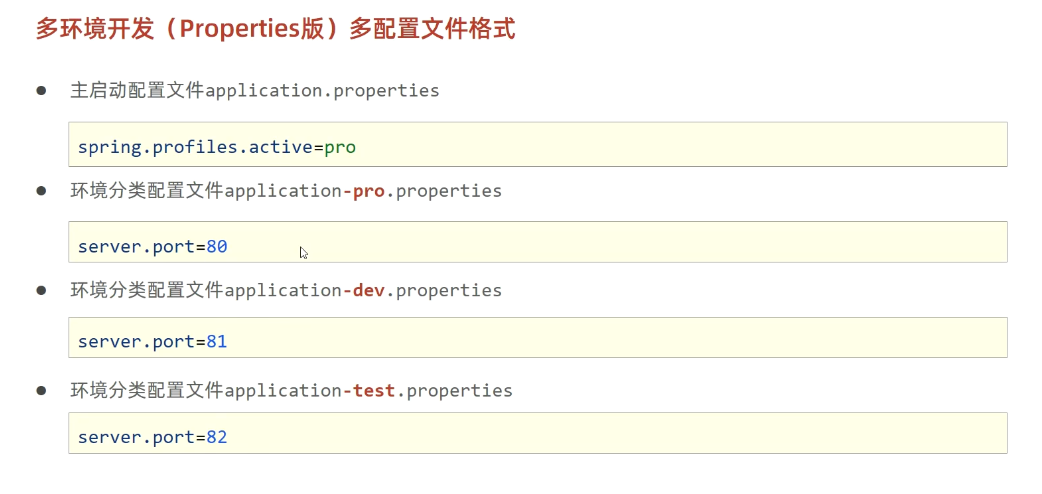 多环境开发（Properties版）多配置文件格式
主启动配置文件application.properties
spring.profiles.active=pro
环境分类配置文件application-pro.properties
server.port=80
环境分类配置文件application-dev.properties
server.port=81
环境分类配置文件application-test.properties
server.port=82